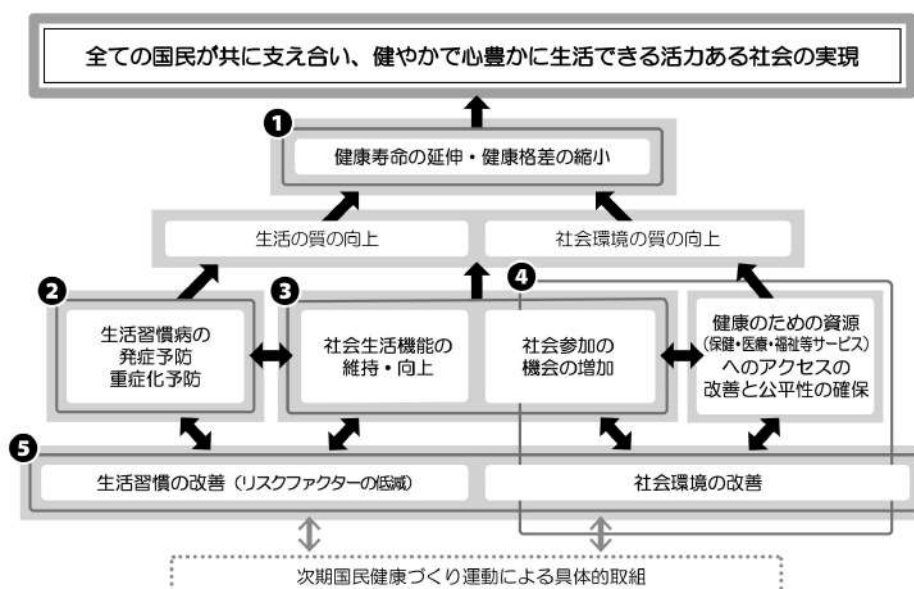 全ての国民が共に支え合い、健やかで心豊かに生活できる活力ある社会の実現
❶
健康寿命の延伸・健康格差の縮小
生活の質の向上
社会環境の質の向上
❷
生活習慣病の
発症予防
重症化予防
❸
社会生活機能の
維持・向上
❹
社会参加の
機会の増加
健康のための資源
（保健・医療・福祉等サービス）
へのアクセスの
改善と公平性の確保
❺
生活習慣の改善（リスクファクターの低減）
社会環境の改善
次期国民健康づくり運動による具体的取組